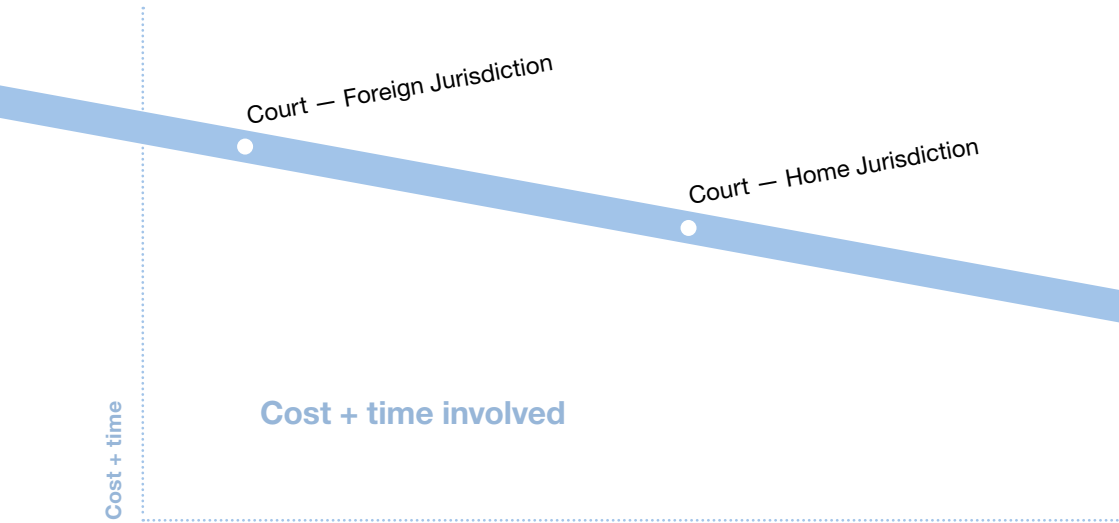 Court — Foreign Jurisdiction
Court — Home Jurisdiction
Cost + time involved
Cost + time